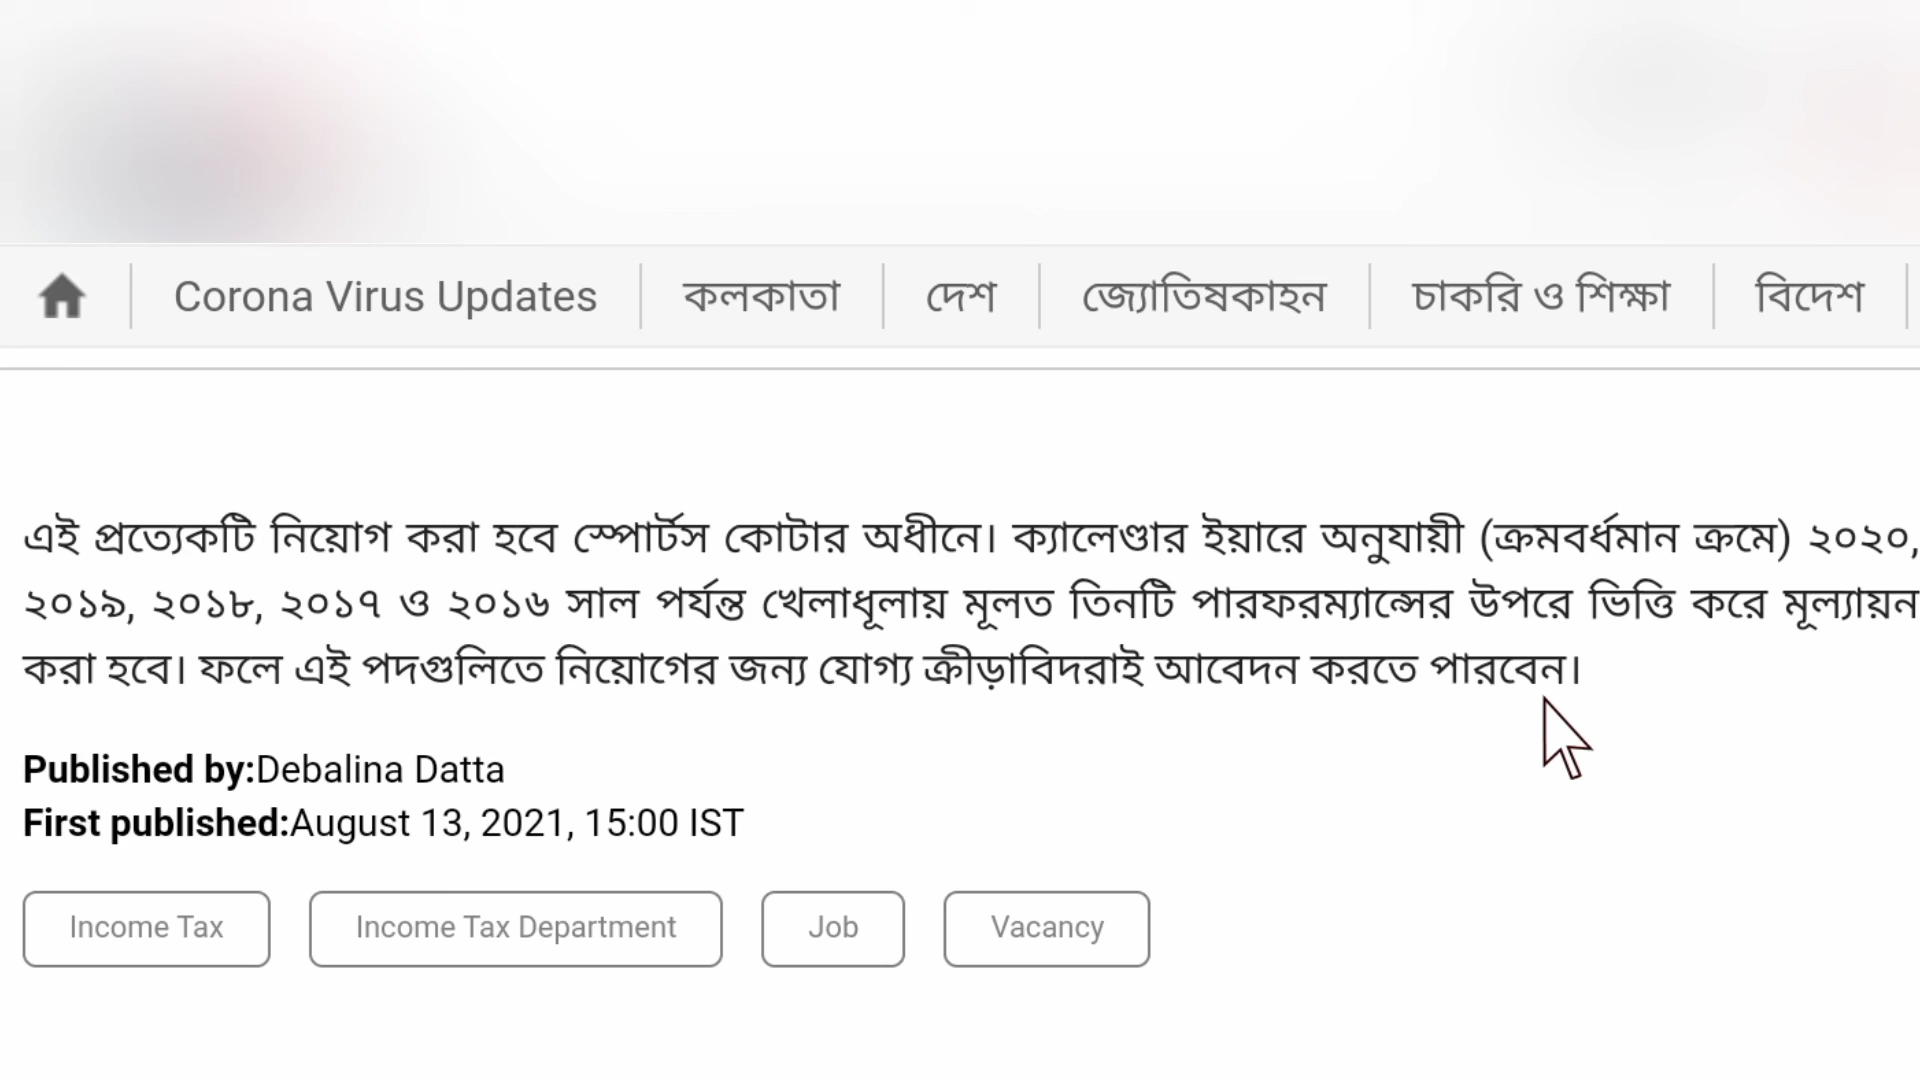 Corona Virus Updates কলকাতা দেশ জ্যোতিষকাহন চাকরি ও শিক্ষা বিদেশ
এই প্রত্যেকটি নিয়োগ করা হবে স্পোর্টস কোটার অধীনে। ক্যালেণ্ডার ইয়ারে অনুযায়ী (ক্রমবর্ধমান ক্রমে) ২০২০,
২০১৯, ২০১৮, ২০১৭ ও ২০১৬ সাল পর্যন্ত খেলাধূলায় মূলত তিনটি পারফরম্যান্সের উপরে ভিত্তি করে মূল্যায়ন
করা হবে। ফলে এই পদগুলিতে নিয়োগের জন্য যোগ্য ক্রীড়াবিদরাই আবেদন করতে পারবেন।
Published by:Debalina Datta
First published:August 13, 2021, 15:00 IST
Income Tax Income Tax Department Job Vacancy